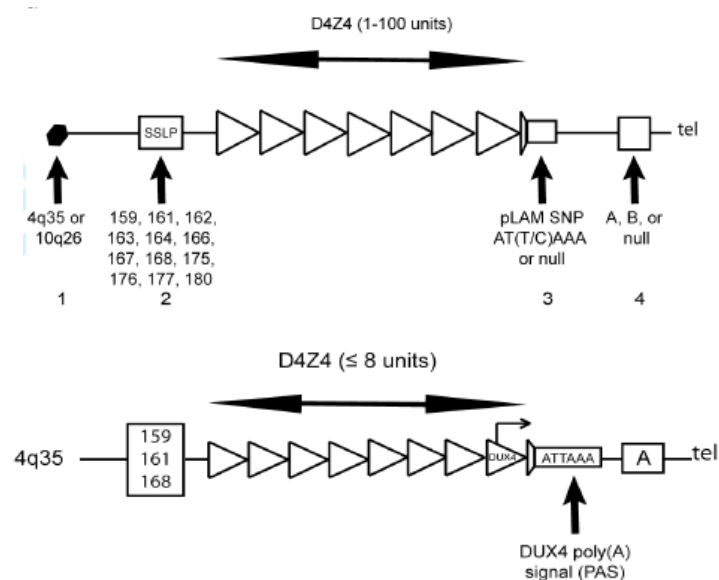 D4Z4 (1-100 units)
SSLP
tel
4q35 or
10q26
159, 161, 162,
163, 164, 166,
167, 168, 175,
176, 177, 180
pLAM SNP
AT(T/C)AAA
or null
A, B, or
null
1 2 3 4
D4Z4 (≤ 8 units)
4q35
159
161
168
DUX4
ATTAAA
A
tel
DUX4 poly(A)
signal (PAS)